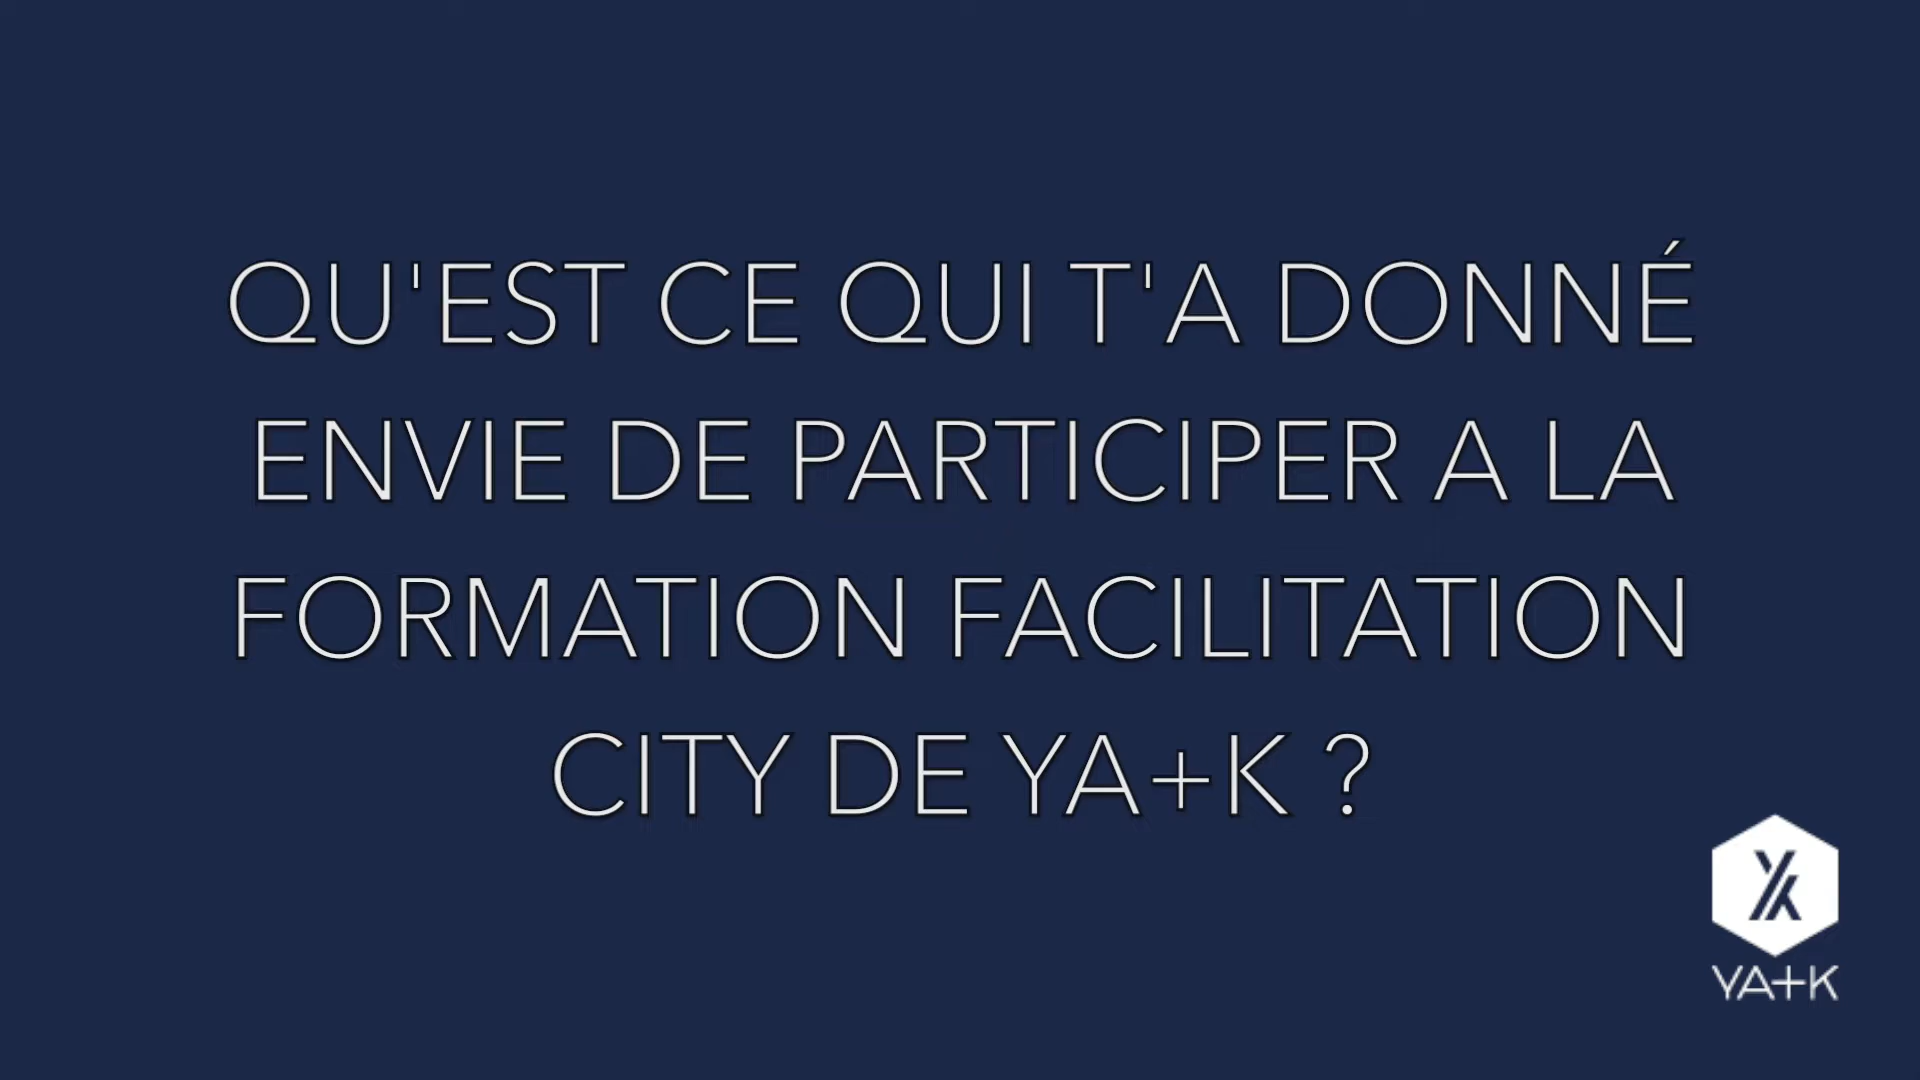 QU'EST CE QUI T'A DONNÉ
ENVIE DE PARTICIPER A LA
FORMATION FACILITATION
CITY DE YA+K ?
YA+K